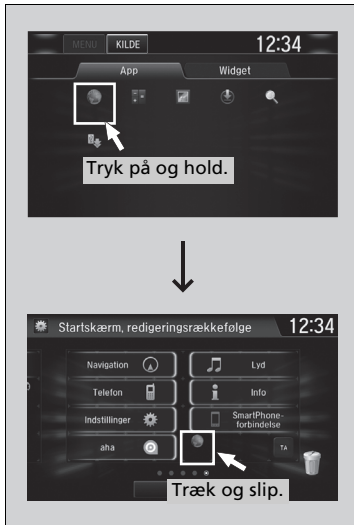 MENU KILDE 12:34
App Widget
Tryk på og hold.
Startskærm, redigeringsrækkefølge 12:34
Navigation Lyd
Telefon Info
Indstillinger SmartPhone-
forbindelse
aha TA
Træk og slip.